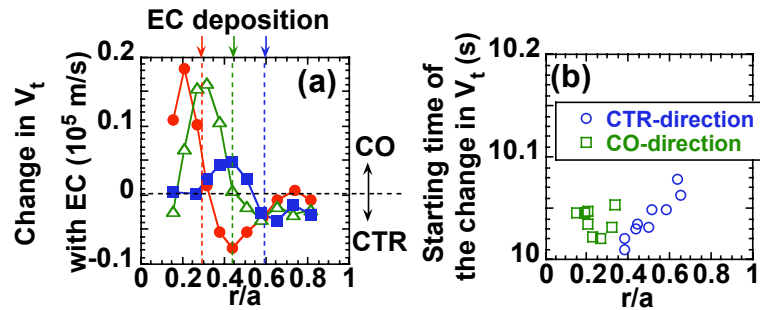 EC deposition
(a)
Change in Vt
with EC (10^5 m/s)
0.2
0.1
0
-0.1
0 0.2 0.4 0.6 0.8 1
r/a
CO
CTR
(b)
Starting time of
the change in Vt (s)
10.2
10.1
10
CTR-direction
CO-direction
0 0.2 0.4 0.6 0.8 1
r/a